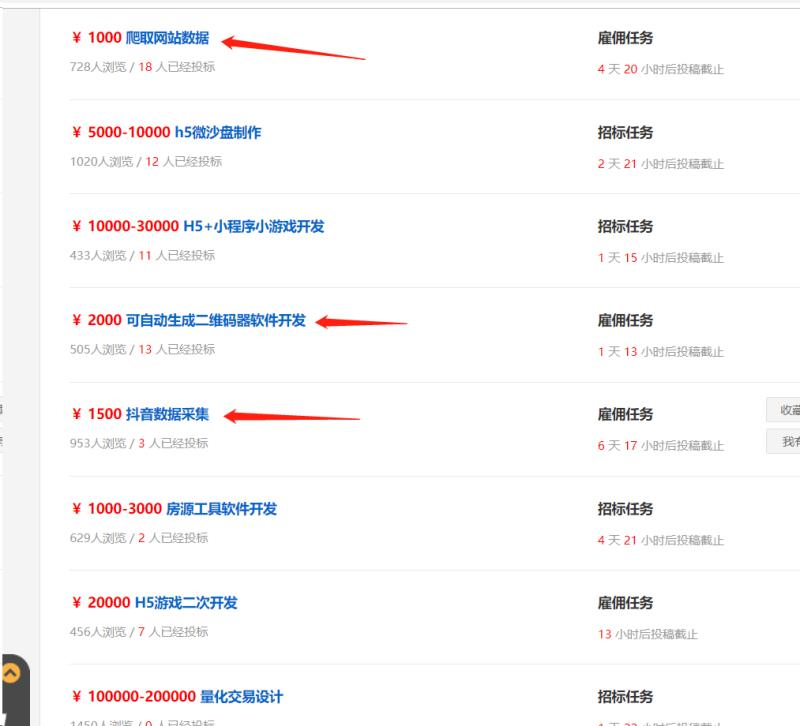 ¥ 1000 爬取网站数据
雇佣任务
728人浏览 / 18 人已经投标
4 天 20 小时后投稿截止
¥ 5000-10000 h5微沙盘制作
招标任务
1020人浏览 / 12 人已经投标
2 天 21 小时后投稿截止
¥ 10000-30000 H5+小程序小游戏开发
招标任务
433人浏览 / 11 人已经投标
1 天 15 小时后投稿截止
¥ 2000 可自动生成二维码器软件开发
雇佣任务
505人浏览 / 13 人已经投标
1 天 13 小时后投稿截止
¥ 1500 抖音数据采集
雇佣任务
收藏
953人浏览 / 3 人已经投标
6 天 17 小时后投稿截止
我有
¥ 1000-3000 房源工具软件开发
招标任务
629人浏览 / 2 人已经投标
4 天 21 小时后投稿截止
¥ 20000 H5游戏二次开发
雇佣任务
456人浏览 / 7 人已经投标
13 小时后投稿截止
¥ 100000-200000 量化交易设计
招标任务
1450人浏览 / 0 人已经投标
小时后投稿截止